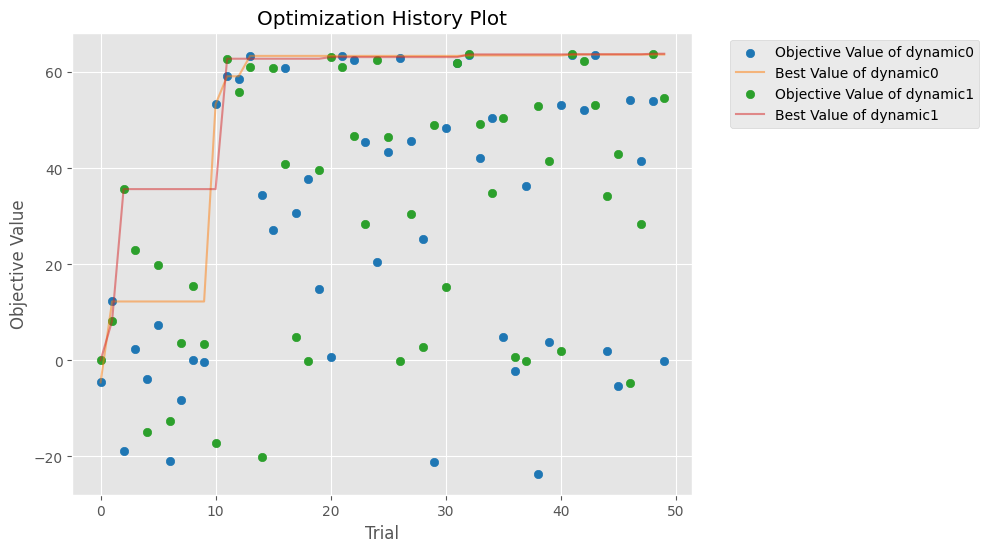 Optimization History Plot
Objective Value of dynamic0
Best Value of dynamic0
Objective Value of dynamic1
Best Value of dynamic1
Objective Value
60
40
20
0
−20
0
10
20
30
40
50
Trial